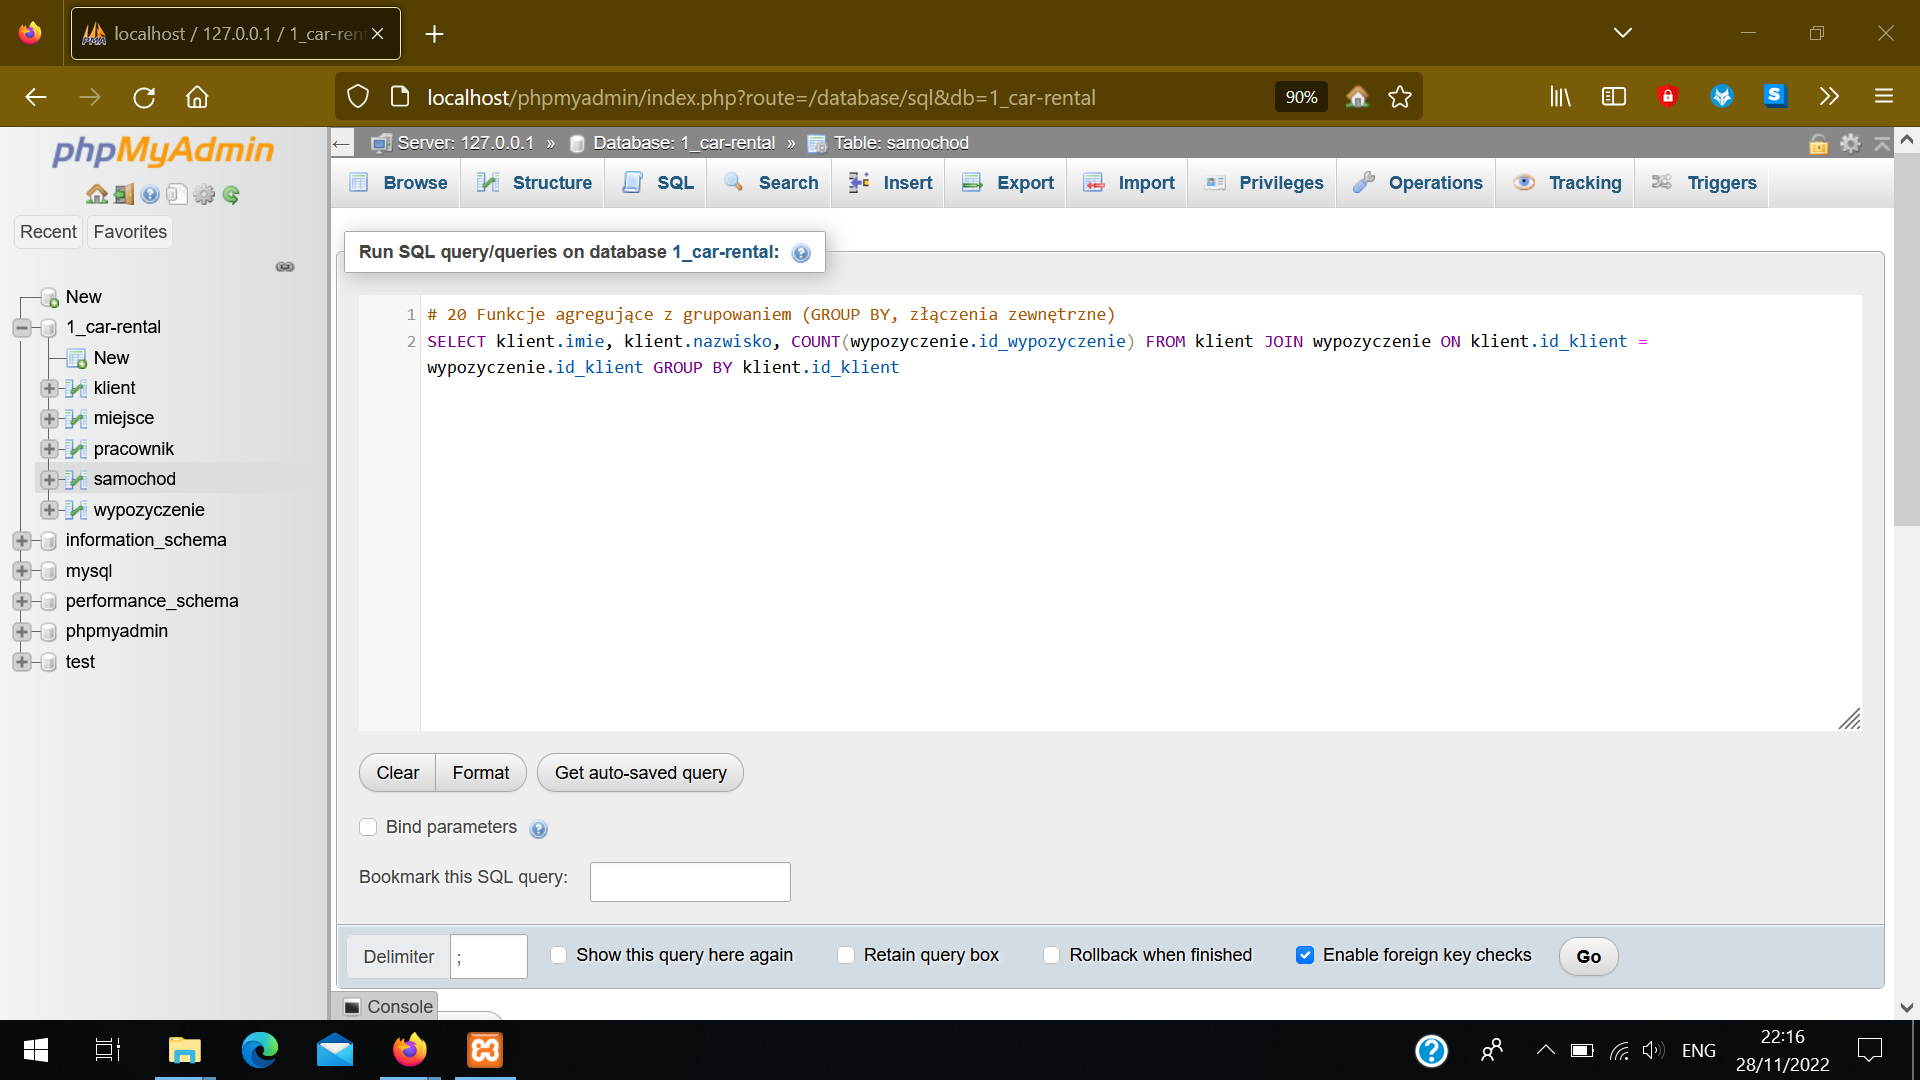 localhost / 127.0.0.1 / 1_car-ren
localhost/phpmyadmin/index.php?route=/database/sql&db=1_car-rental
90%
phpMyAdmin
Recent
Favorites
New
1_car-rental
New
klient
miejsce
pracownik
samochod
wypozyczenie
information_schema
mysql
performance_schema
phpmyadmin
test
Server: 127.0.0.1 » Database: 1_car-rental » Table: samochod
Browse
Structure
SQL
Search
Insert
Export
Import
Privileges
Operations
Tracking
Triggers
Run SQL query/queries on database 1_car-rental:
1 # 20 Funkcje agregujące z grupowaniem (GROUP BY, złączenia zewnętrzne)
2 SELECT klient.imie, klient.nazwisko, COUNT(wypozyczenie.id_wypozyczenie) FROM klient JOIN wypozyczenie ON klient.id_klient =
wypozyczenie.id_klient GROUP BY klient.id_klient
Clear
Format
Get auto-saved query
Bind parameters
Bookmark this SQL query:
Delimiter ;
Show this query here again
Retain query box
Rollback when finished
Enable foreign key checks
Go
Console
ENG
22:16
28/11/2022